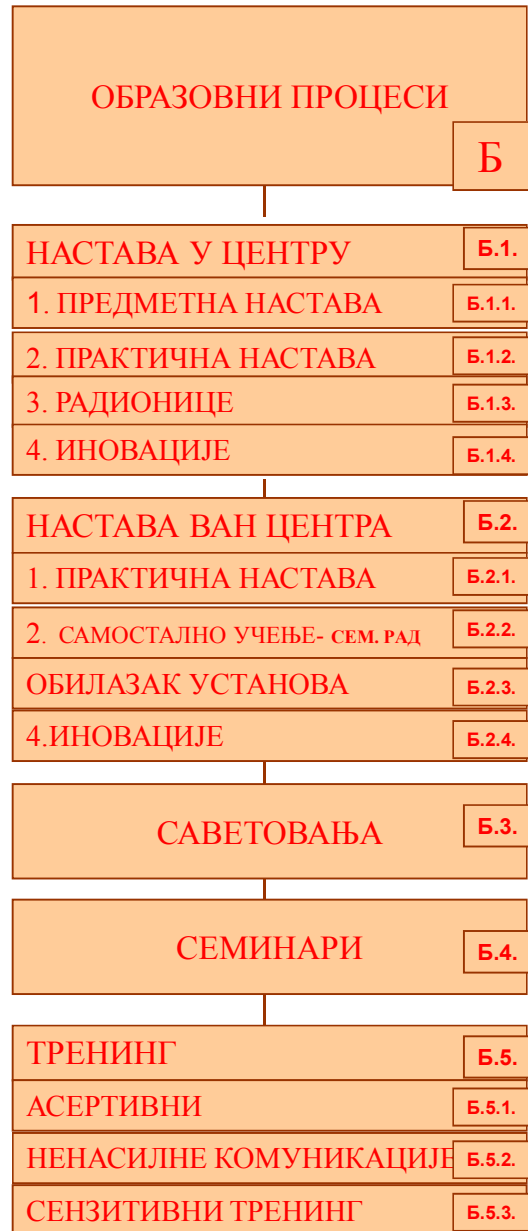 ОБРАЗОВНИ ПРОЦЕСИ
Б
НАСТАВА У ЦЕНТРУ Б.1.
1. ПРЕДМЕТНА НАСТАВА Б.1.1.
2. ПРАКТИЧНА НАСТАВА Б.1.2.
3. РАДИОНИЦЕ Б.1.3.
4. ИНОВАЦИЈЕ Б.1.4.
НАСТАВА ВАН ЦЕНТРА Б.2.
1. ПРАКТИЧНА НАСТАВА Б.2.1.
2. САМОСТАЛНО УЧЕЊЕ- СЕМ. РАД Б.2.2.
ОБИЛАЗАК УСТАНОВА Б.2.3.
4.ИНОВАЦИЈЕ Б.2.4.
САВЕТОВАЊА Б.3.
СЕМИНАРИ Б.4.
ТРЕНИНГ Б.5.
АСЕРТИВНИ Б.5.1.
НЕНАСИЛНЕ КОМУНИКАЦИЈЕ Б.5.2.
СЕНЗИТИВНИ ТРЕНИНГ Б.5.3.